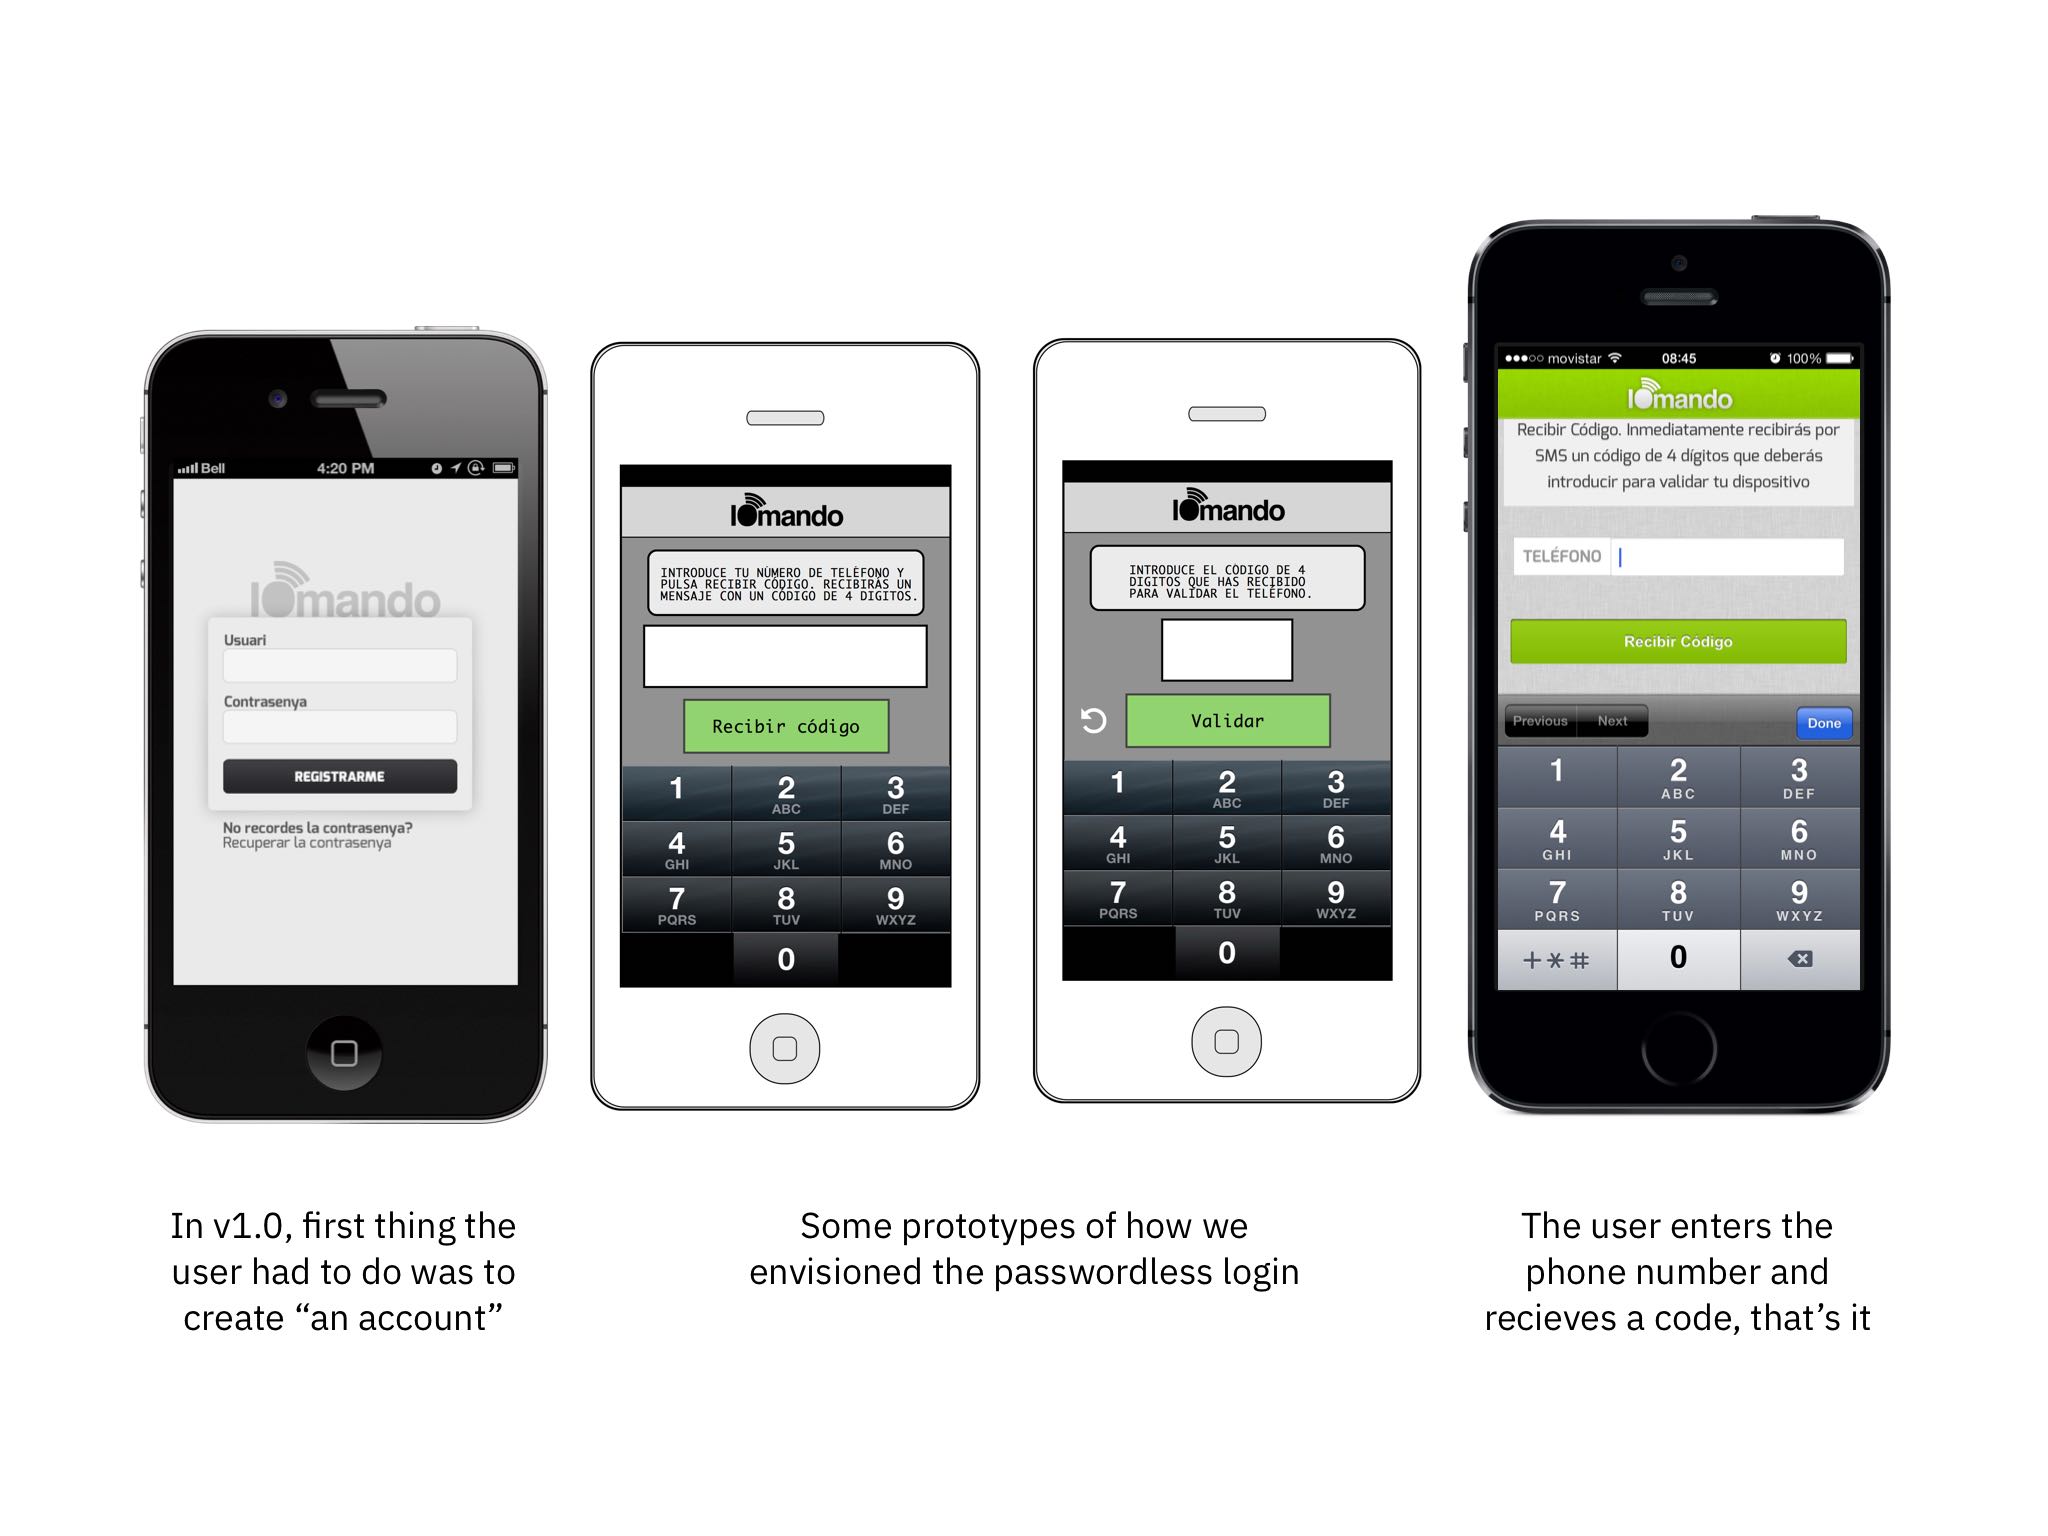 Bell 4:20 PM
IOmando
Usuari
Contrasenya
REGISTRARME
No recordes la contrasenya?
Recuperar la contrasenya
IOmando
INTRODUCE TU NÚMERO DE TELÉFONO Y
PULSA RECIBIR CÓDIGO. RECIBIRÁS UN
MENSAJE CON UN CÓDIGO DE 4 DIGITOS.
Recibir código
1 2 3
ABC DEF
4 5 6
GHI JKL MNO
7 8 9
PQRS TUV WXYZ
0
IOmando
INTRODUCE EL CÓDIGO DE 4
DIGITOS QUE HAS RECIBIDO
PARA VALIDAR EL TELÉFONO.
Validar
1 2 3
ABC DEF
4 5 6
GHI JKL MNO
7 8 9
PQRS TUV WXYZ
0
movistar 08:45 100%
IOmando
Recibir Código. Inmediatamente recibirás por
SMS un código de 4 dígitos que deberás
introducir para validar tu dispositivo
TELÉFONO
Recibir Código
Previous Next Done
1 2 3
ABC DEF
4 5 6
GHI JKL MNO
7 8 9
PQRS TUV WXYZ
+*# 0
In v1.0, first thing the
user had to do was to
create “an account”
Some prototypes of how we
envisioned the passwordless login
The user enters the
phone number and
recieves a code, that’s it